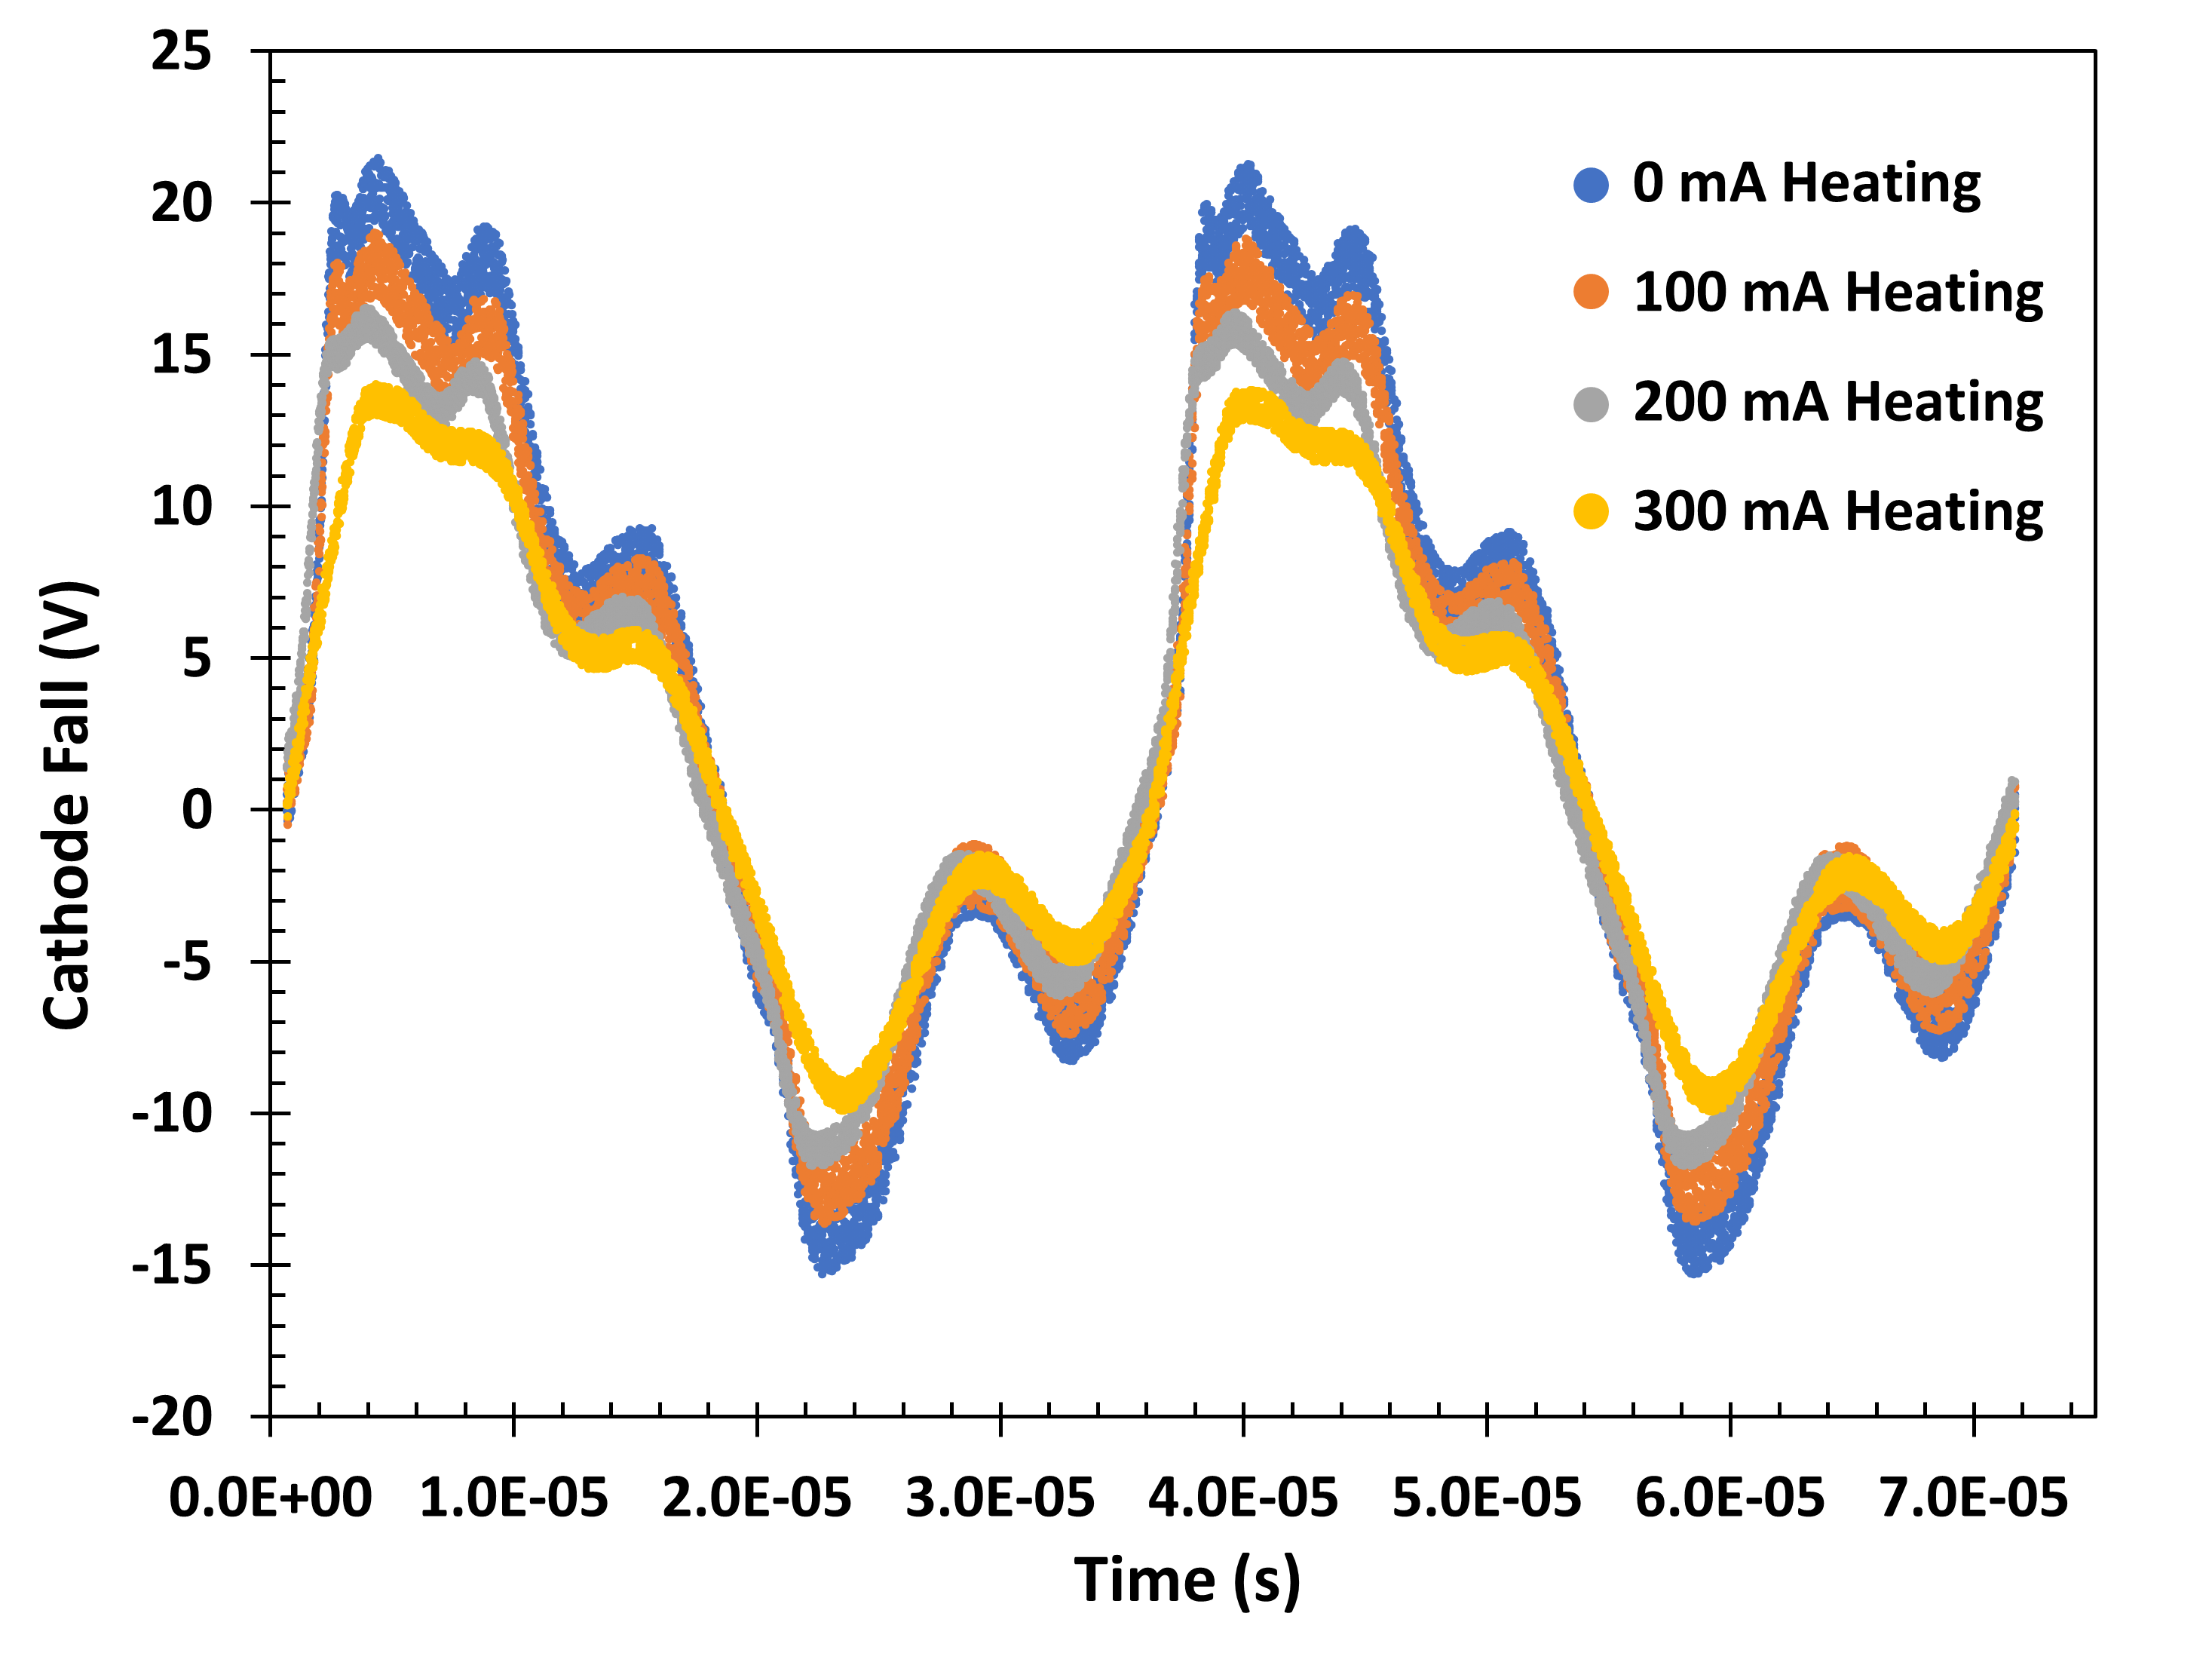 25
20
15
10
5
0
-5
-10
-15
-20
Cathode Fall (V)
0 mA Heating
100 mA Heating
200 mA Heating
300 mA Heating
0.0E+00 1.0E-05 2.0E-05 3.0E-05 4.0E-05 5.0E-05 6.0E-05 7.0E-05
Time (s)